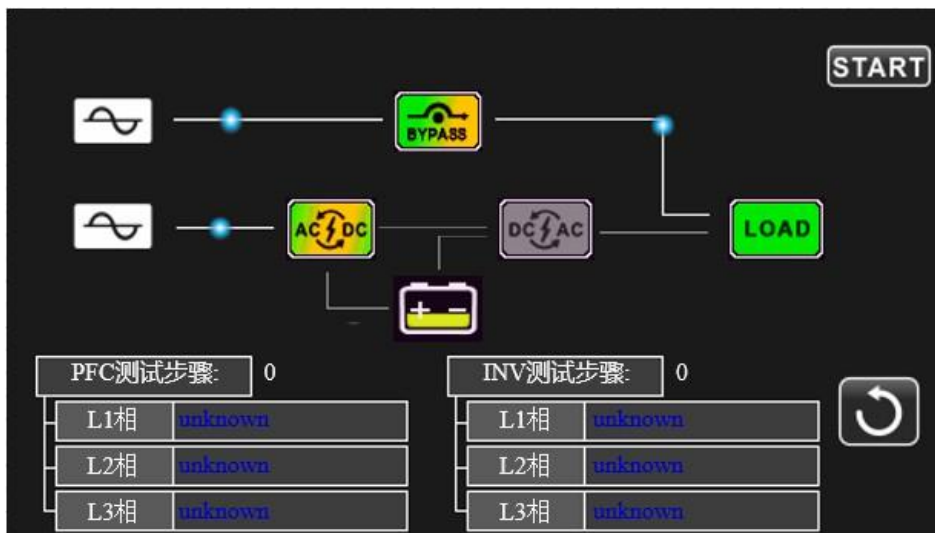 START
BYPASS
AC DC
DC AC
LOAD
PFC测试步骤: 0
L1相 unknown
L2相 unknown
L3相 unknown
INV测试步骤: 0
L1相 unknown
L2相 unknown
L3相 unknown